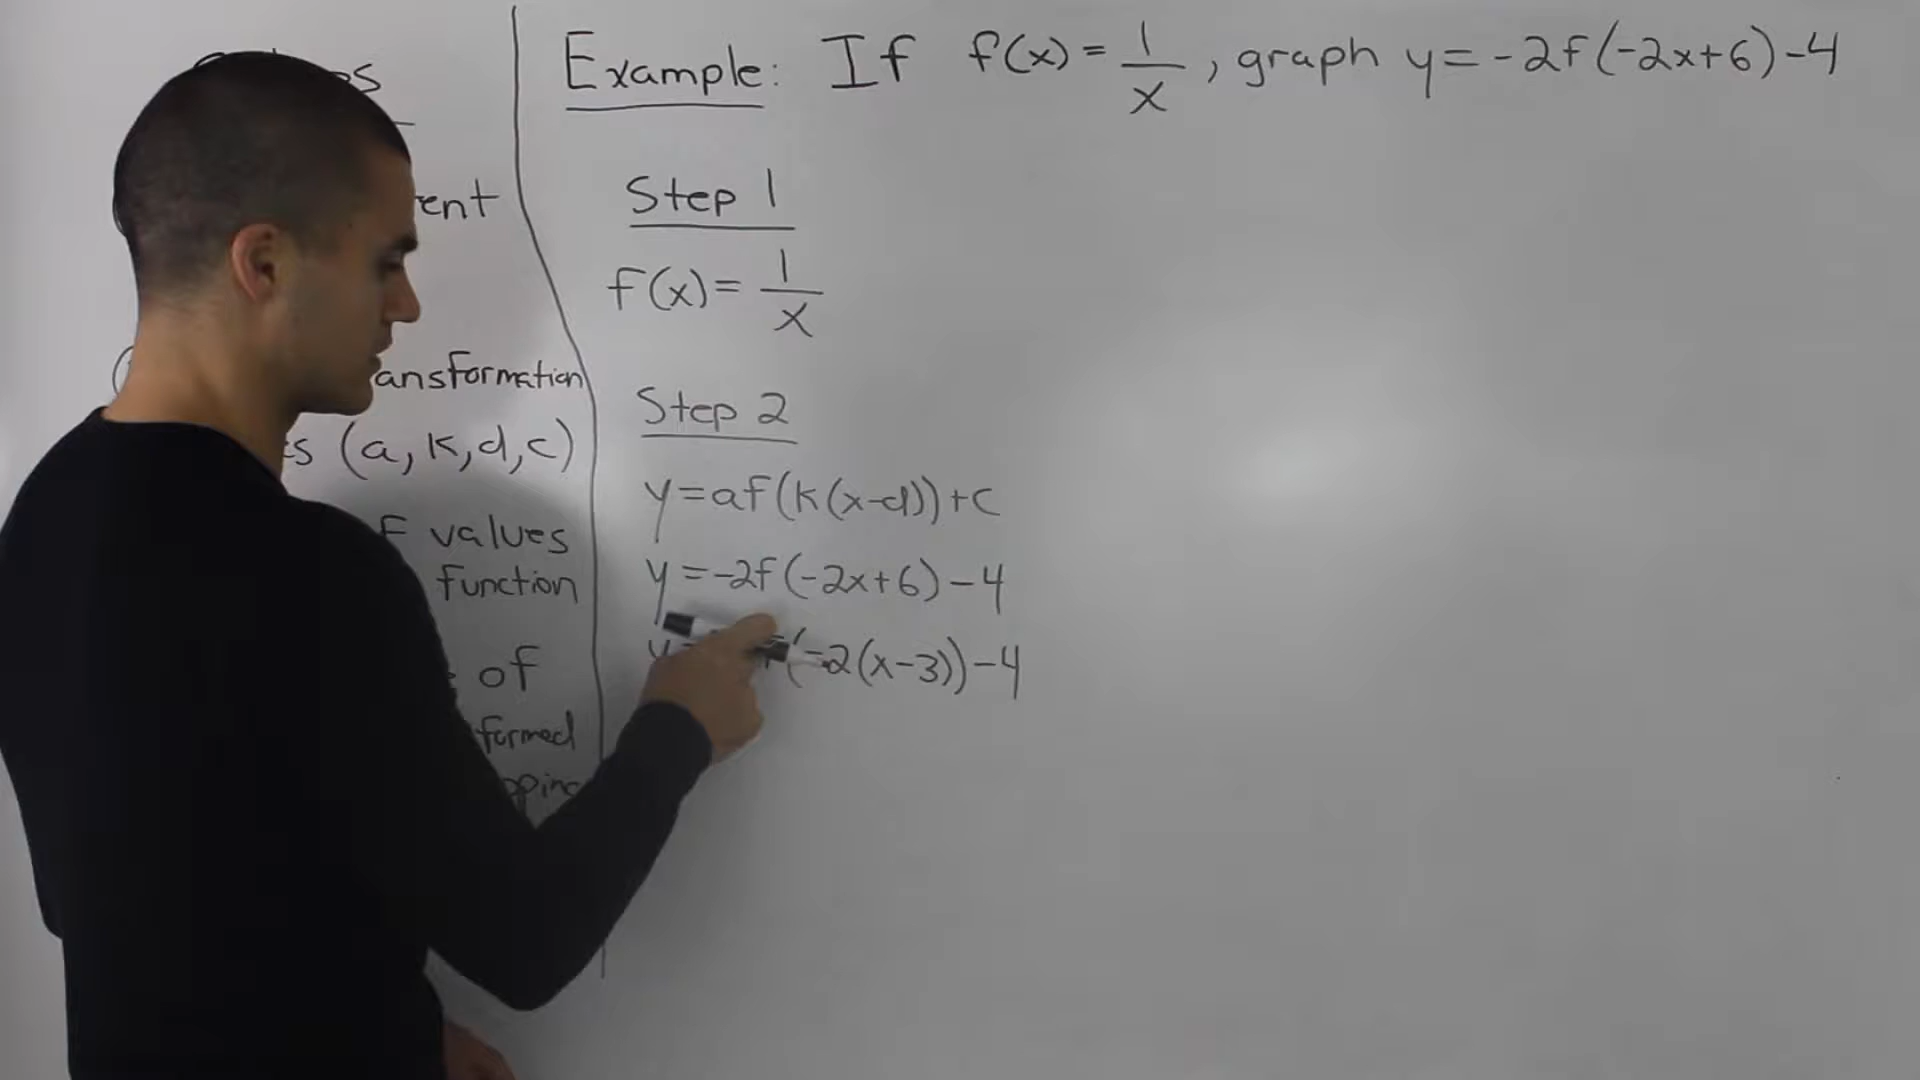 ent
ansformation
(a, k, d, c)
values
function
of
formed
Example: If f(x) = 1/x, graph y = -2f(-2x+6)-4
Step 1
f(x) = 1/x
Step 2
y = af(k(x-d))+c
y = -2f(-2x+6)-4
(-2(x-3))-4